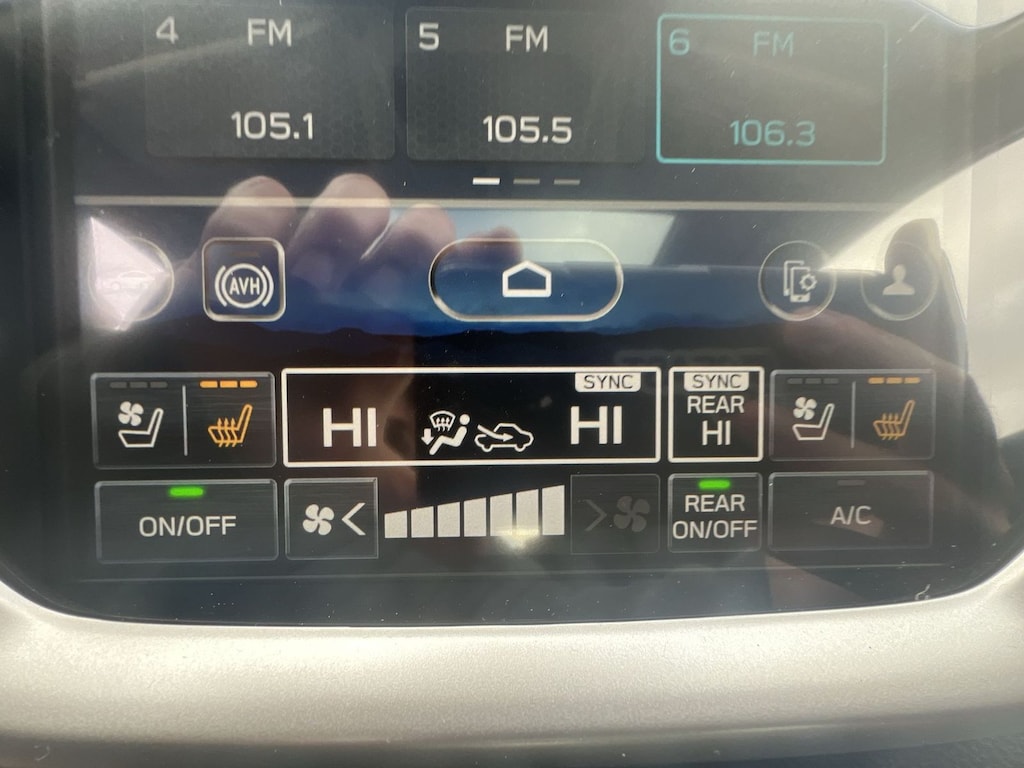 4 FM
5 FM
6 FM
105.1
105.5
106.3
AVH
SYNC
SYNC
HI
HI
REAR
HI
ON/OFF
REAR
ON/OFF
A/C